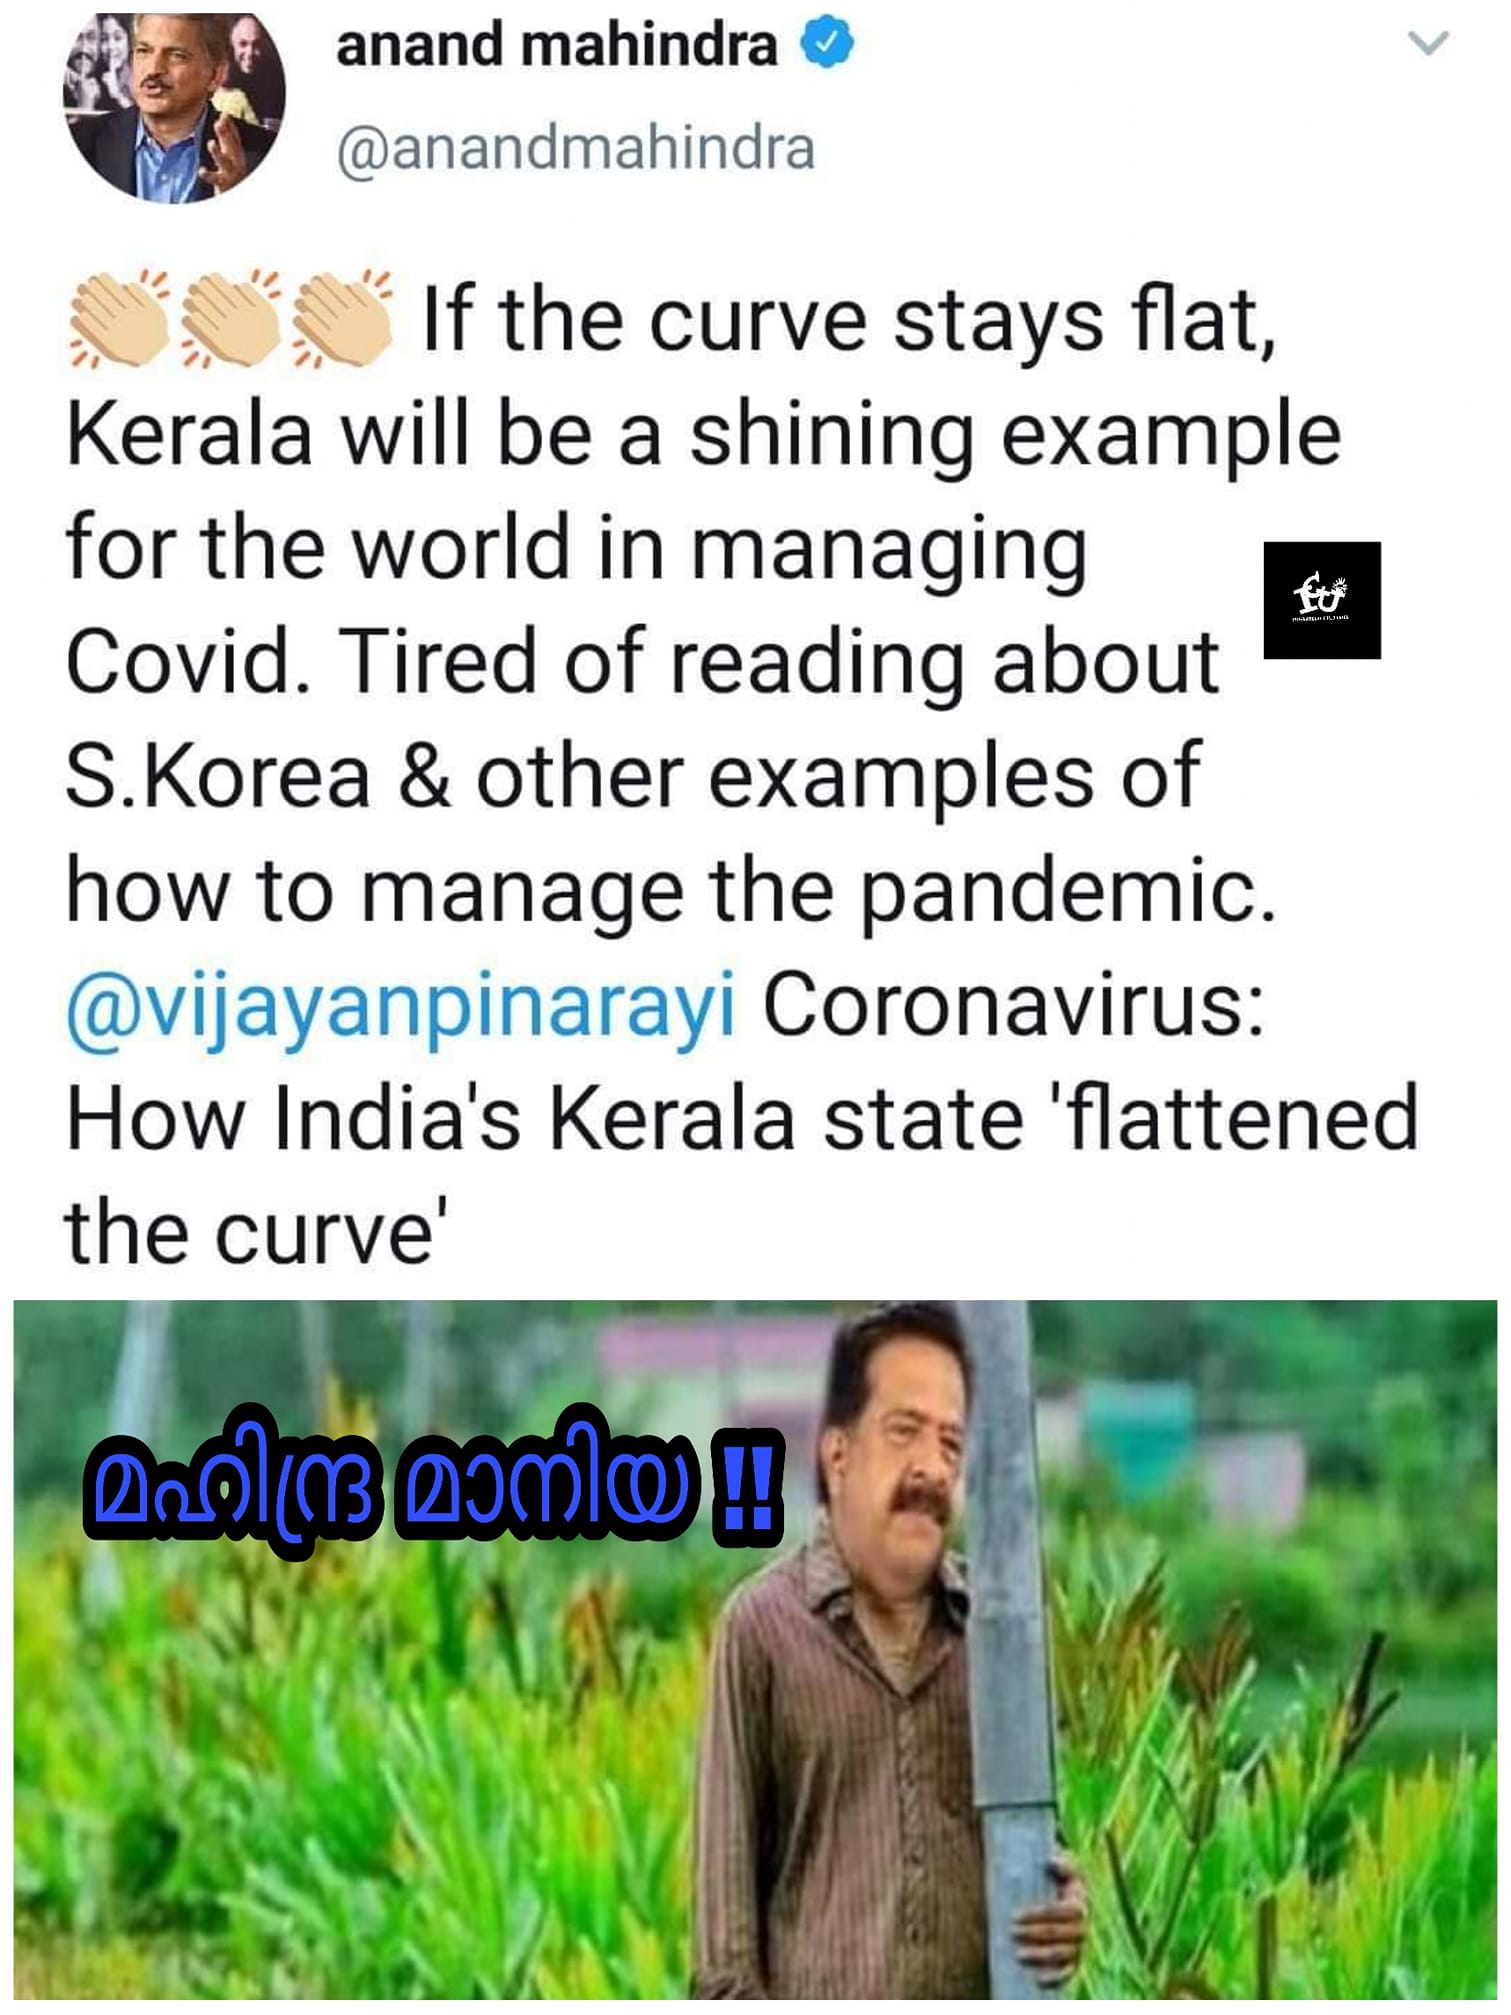 anand mahindra
@anandmahindra
👏🏼👏🏼👏🏼 If the curve stays flat,
Kerala will be a shining example
for the world in managing
Covid. Tired of reading about
S.Korea & other examples of
how to manage the pandemic.
@vijayanpinarayi Coronavirus:
How India's Kerala state 'flattened
the curve'
മഹിന്ദ്ര മാനിയ !!